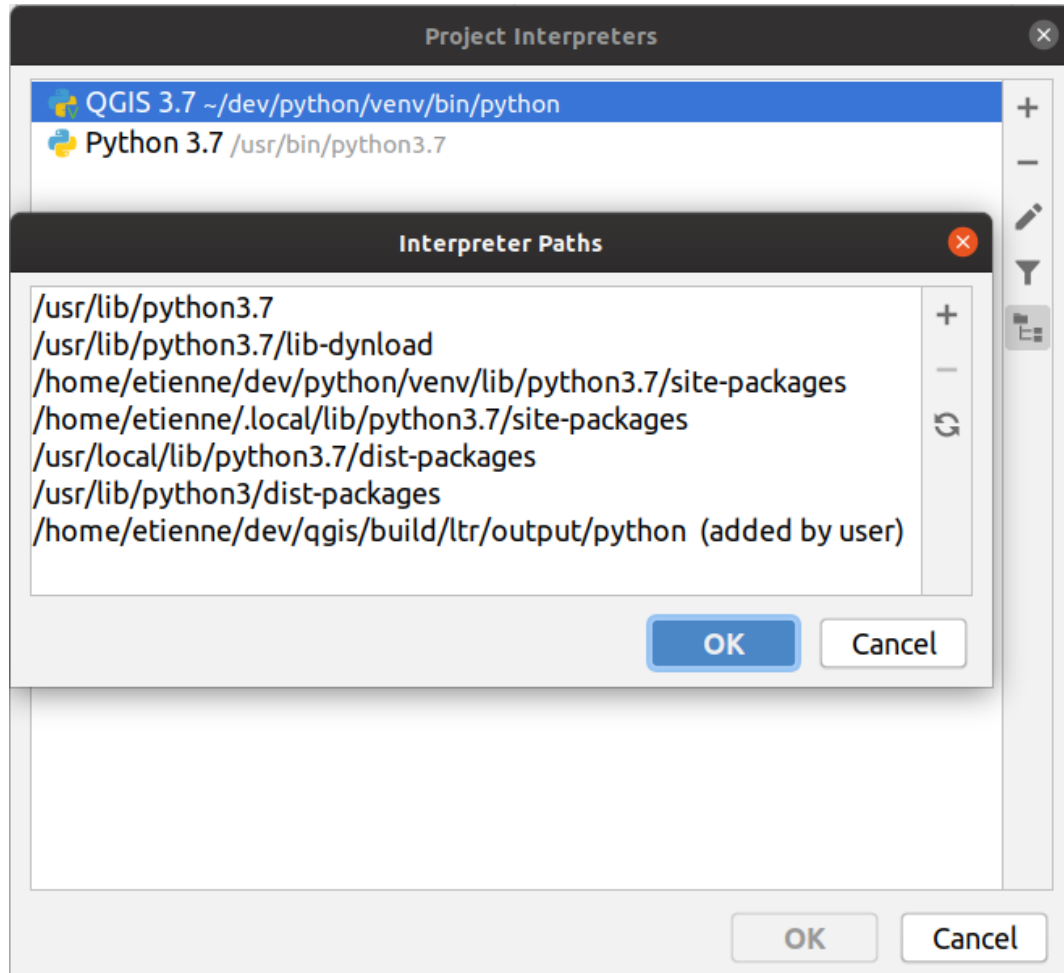 Project Interpreters
QGIS 3.7 ~/dev/python/venv/bin/python
Python 3.7 /usr/bin/python3.7
Interpreter Paths
/usr/lib/python3.7
/usr/lib/python3.7/lib-dynload
/home/etienne/dev/python/venv/lib/python3.7/site-packages
/home/etienne/.local/lib/python3.7/site-packages
/usr/local/lib/python3.7/dist-packages
/usr/lib/python3/dist-packages
/home/etienne/dev/qgis/build/ltr/output/python (added by user)
OK Cancel
OK Cancel